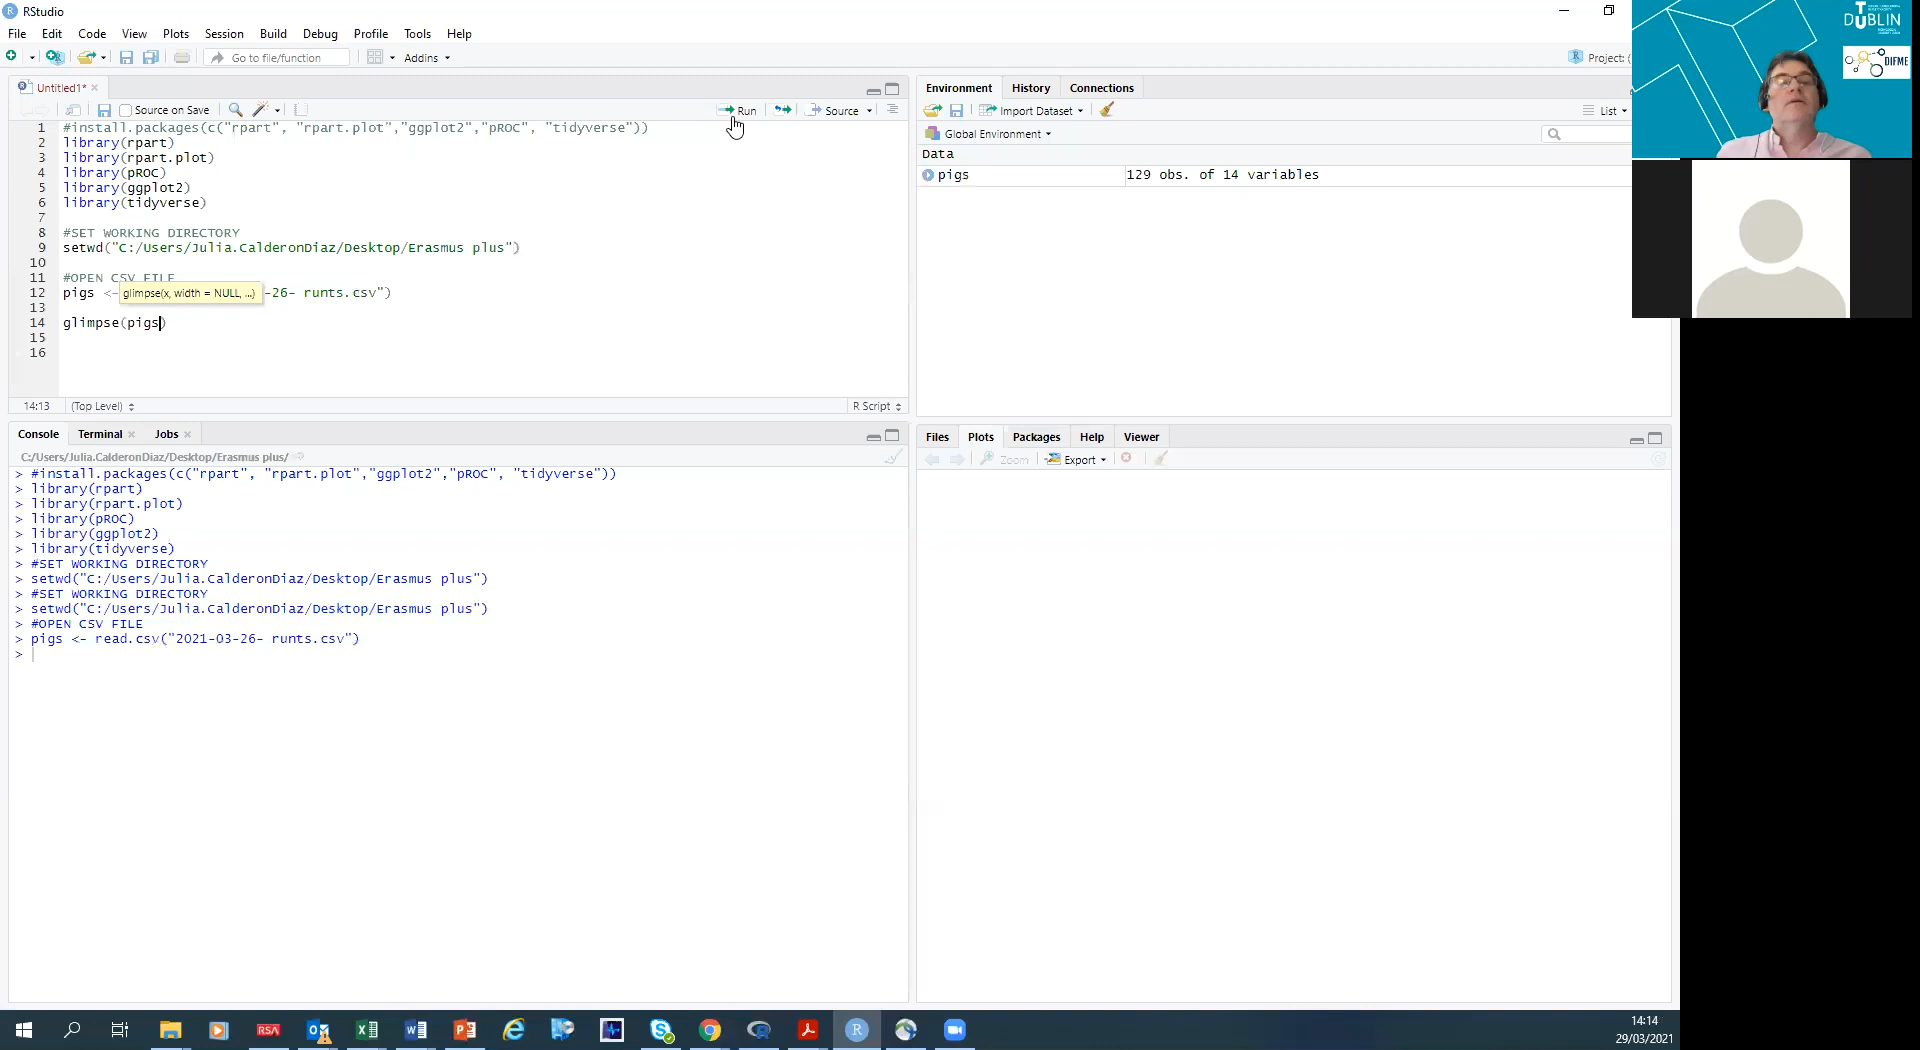 RStudio
File Edit Code View Plots Session Build Debug Profile Tools Help
Go to file/function
Addins
Project: (
Untitled1*
Source on Save
Run
Source
1 #install.packages(c("rpart", "rpart.plot","ggplot2","pROC", "tidyverse"))
2 library(rpart)
3 library(rpart.plot)
4 library(pROC)
5 library(ggplot2)
6 library(tidyverse)
7
8 #SET WORKING DIRECTORY
9 setwd("C:/Users/Julia.CalderonDiaz/Desktop/Erasmus plus")
10
11 #OPEN CSV FILE
12 pigs <- -26- runts.csv")
glimpse(x, width = NULL, ...)
13
14 glimpse(pigs)
15
16
14:13 (Top Level) R Script
Console Terminal Jobs
C:/Users/Julia.CalderonDiaz/Desktop/Erasmus plus/
> #install.packages(c("rpart", "rpart.plot","ggplot2","pROC", "tidyverse"))
> library(rpart)
> library(rpart.plot)
> library(pROC)
> library(ggplot2)
> library(tidyverse)
> #SET WORKING DIRECTORY
> setwd("C:/Users/Julia.CalderonDiaz/Desktop/Erasmus plus")
> #SET WORKING DIRECTORY
> setwd("C:/Users/Julia.CalderonDiaz/Desktop/Erasmus plus")
> #OPEN CSV FILE
> pigs <- read.csv("2021-03-26- runts.csv")
>
Environment History Connections
Import Dataset
List
Global Environment
Data
pigs 129 obs. of 14 variables
Files Plots Packages Help Viewer
Zoom Export
DUBLIN
DIFME
RSA
14:14
29/03/2021